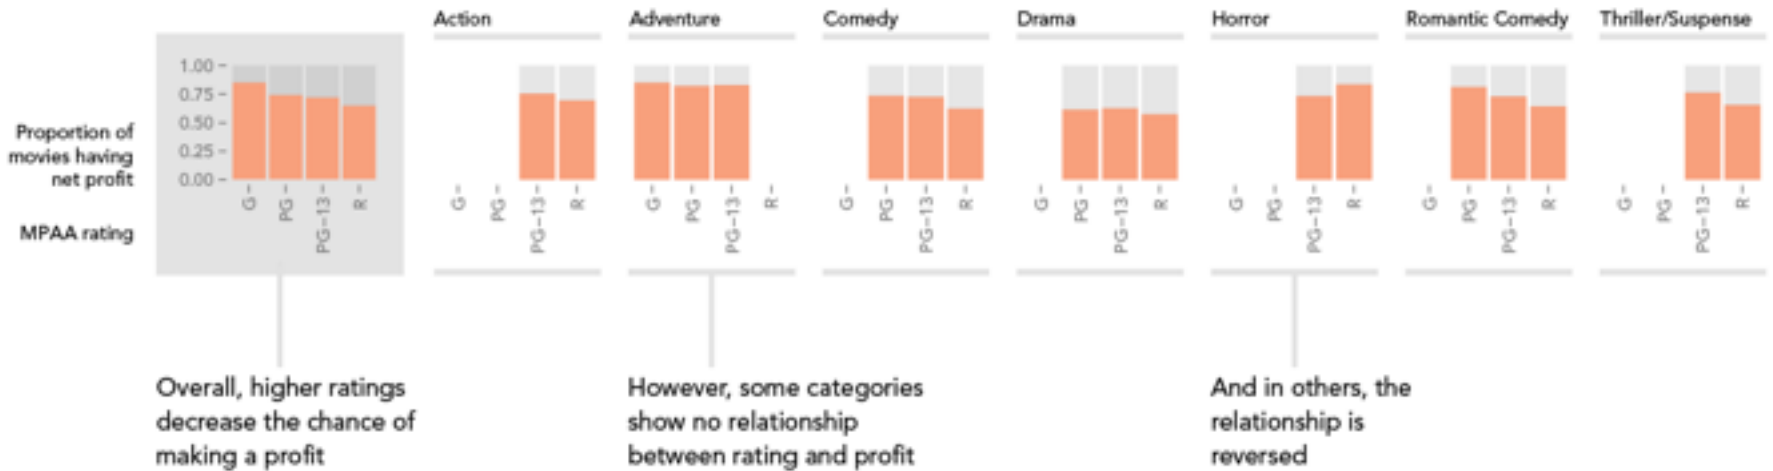 Action
Adventure
Comedy
Drama
Horror
Romantic Comedy
Thriller/Suspense
Proportion of
movies having
net profit
1.00
0.75
0.50
0.25
0.00
G
PG
PG-13
R
G
PG
PG-13
R
G
PG
PG-13
R
G
PG
PG-13
R
G
PG
PG-13
R
G
PG
PG-13
R
G
PG
PG-13
R
G
PG
PG-13
R
MPAA rating
Overall, higher ratings
decrease the chance of
making a profit
However, some categories
show no relationship
between rating and profit
And in others, the
relationship is
reversed